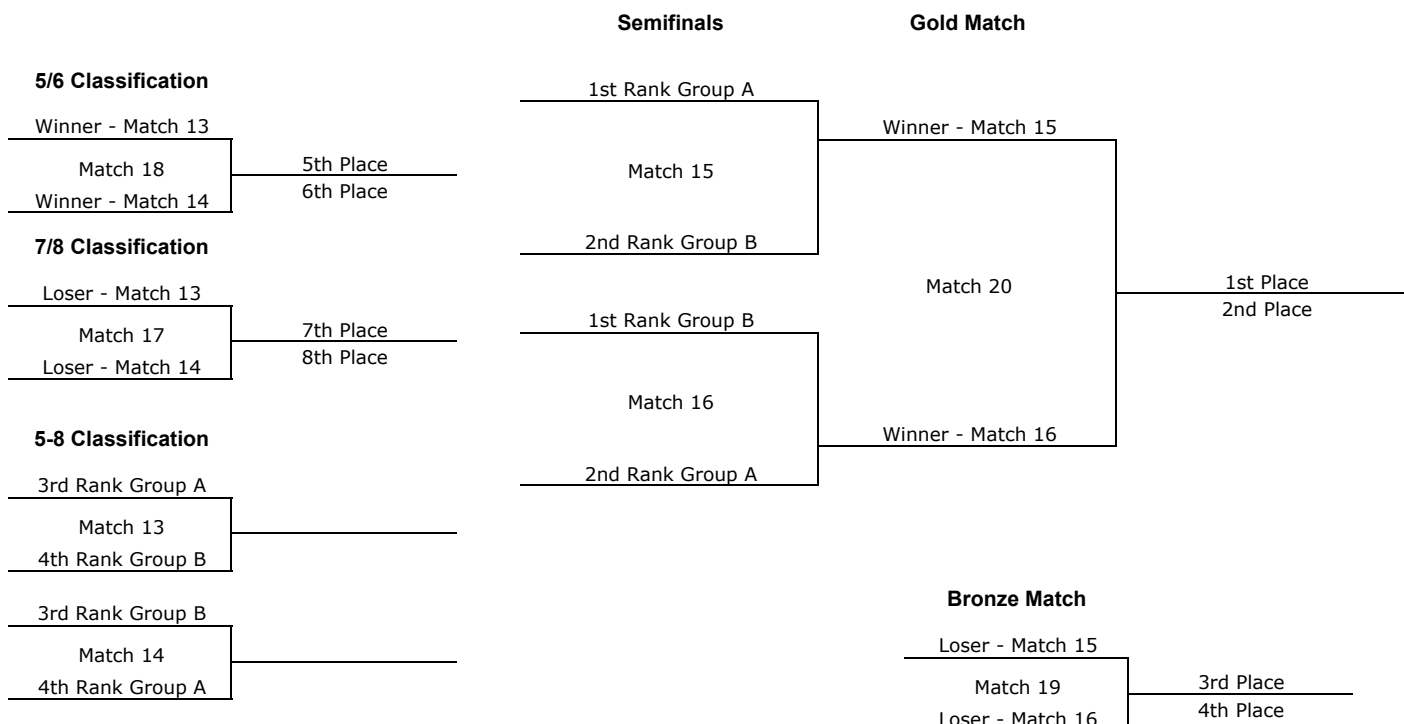 Semifinals
Gold Match
5/6 Classification
1st Rank Group A
Winner - Match 13
Winner - Match 15
Match 18
5th Place
Match 15
6th Place
Winner - Match 14
7/8 Classification
2nd Rank Group B
Loser - Match 13
Match 20
1st Place
2nd Place
1st Rank Group B
Match 17
7th Place
8th Place
Loser - Match 14
Match 16
5-8 Classification
Winner - Match 16
3rd Rank Group A
2nd Rank Group A
Match 13
4th Rank Group B
3rd Rank Group B
Bronze Match
Match 14
Loser - Match 15
4th Rank Group A
Match 19
3rd Place
4th Place
Loser - Match 16